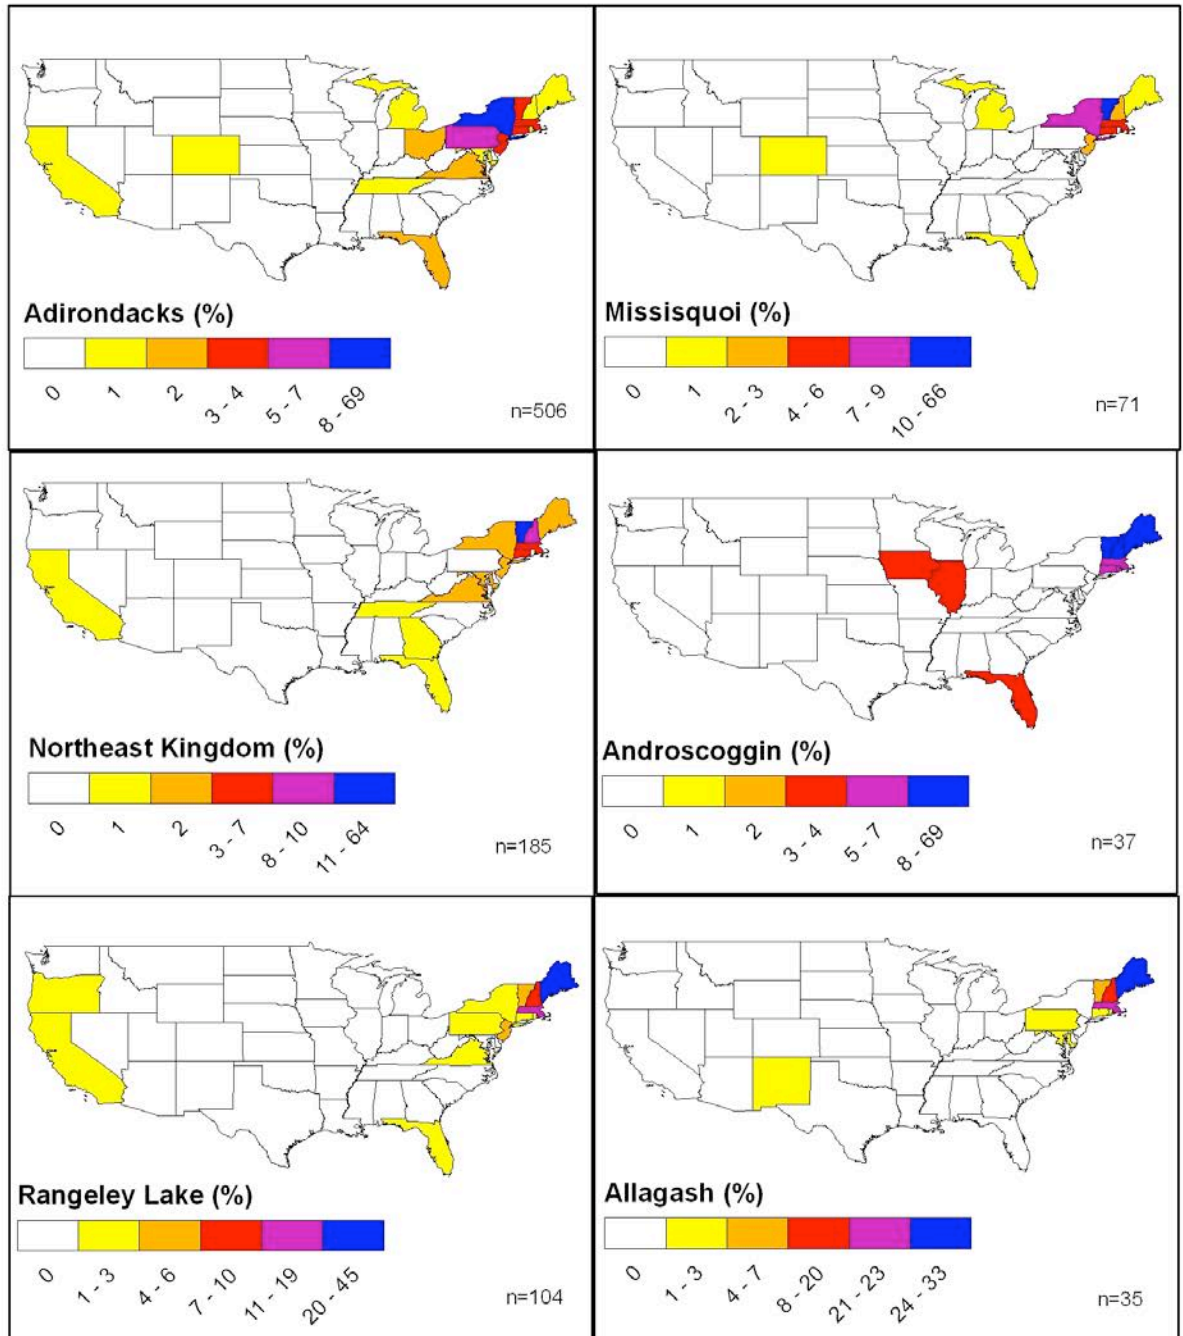 Adirondacks (%)
0 1 2 3 - 4 5 - 7 8 - 69
n=506
Missisquoi (%)
0 1 2 - 3 4 - 6 7 - 9 10 - 66
n=71
Northeast Kingdom (%)
0 1 2 3 - 7 8 - 10 11 - 64
n=185
Androscoggin (%)
0 1 2 3 - 4 5 - 7 8 - 69
n=37
Rangeley Lake (%)
0 1 - 3 4 - 6 7 - 10 11 - 19 20 - 45
n=104
Allagash (%)
0 1 - 3 4 - 7 8 - 20 21 - 23 24 - 33
n=35